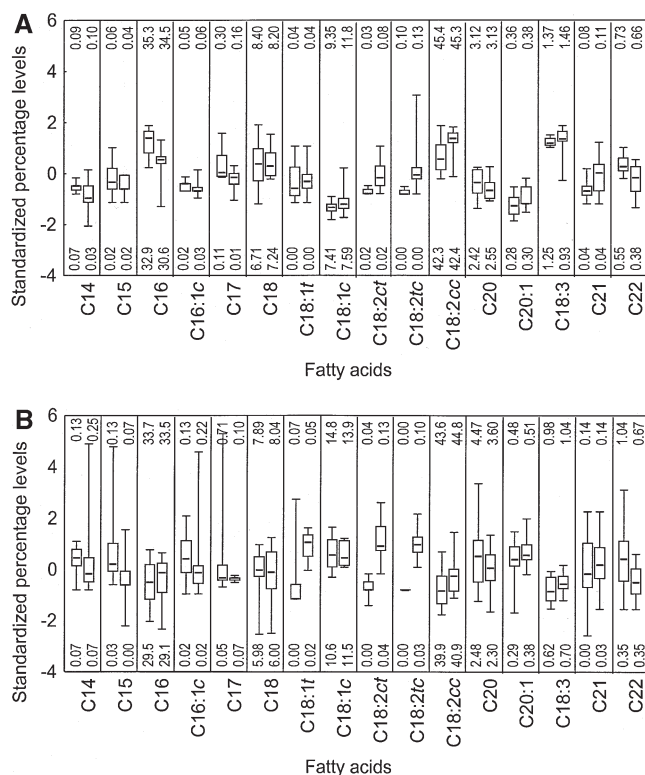 A
Standardized percentage levels
6
4
2
0
-2
-4
0.09 0.10 0.06 0.04 35.3 34.5 0.05 0.06 0.30 0.16 8.40 8.20 0.04 0.04 9.35 11.8 0.03 0.08 0.10 0.13 45.4 45.3 3.12 3.13 0.36 0.38 1.37 1.46 0.08 0.11 0.73 0.66
0.07 0.03 0.02 0.02 32.9 30.6 0.02 0.03 0.11 0.01 6.71 7.24 0.00 0.00 7.41 7.59 0.02 0.02 0.00 0.00 42.3 42.4 2.42 2.55 0.28 0.30 1.25 0.93 0.04 0.04 0.55 0.38
C14 C15 C16 C16:1c C17 C18 C18:1t C18:1c C18:2ct C18:2tc C18:2cc C20 C20:1 C18:3 C21 C22
Fatty acids
B
Standardized percentage levels
6
4
2
0
-2
-4
0.13 0.25 0.13 0.07 33.7 33.5 0.13 0.22 0.71 0.10 7.89 8.04 0.07 0.05 14.8 13.9 0.04 0.13 0.00 0.10 43.6 44.8 4.47 3.60 0.48 0.51 0.98 1.04 0.14 0.14 1.04 0.67
0.07 0.07 0.03 0.00 29.5 29.1 0.02 0.02 0.05 0.07 5.98 6.00 0.00 0.02 10.6 11.5 0.00 0.04 0.00 0.03 39.9 40.9 2.48 2.30 0.29 0.38 0.62 0.70 0.00 0.03 0.35 0.35
C14 C15 C16 C16:1c C17 C18 C18:1t C18:1c C18:2ct C18:2tc C18:2cc C20 C20:1 C18:3 C21 C22
Fatty acids